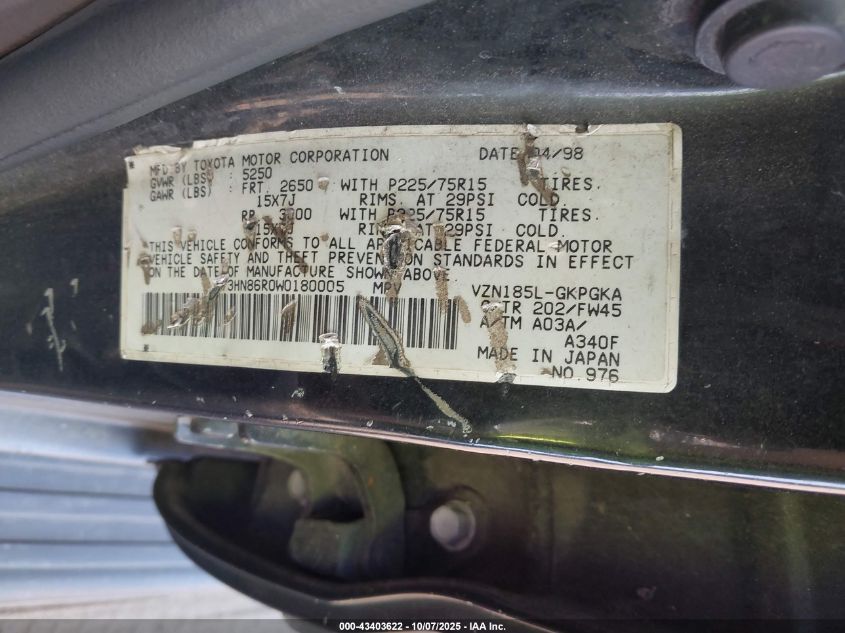 MFD BY TOYOTA MOTOR CORPORATION DATE 04/98
GVWR (LBS) : 5250
GAWR (LBS) : FRT. 2650 WITH P225/75R15 TIRES.
15X7J RIMS. AT 29PSI COLD
RR. WITH P225/75R15 TIRES.
15X7J RIMS. AT 29PSI COLD.
THIS VEHICLE CONFORMS TO ALL APPLICABLE FEDERAL MOTOR
VEHICLE SAFETY AND THEFT PREVENTION STANDARDS IN EFFECT
ON THE DATE OF MANUFACTURE SHOWN ABOVE.
3HN86R0W0180005 MPV VZN185L-GKPGKA
C/TR 202/FW45
A/TM A03A/
A340F
MADE IN JAPAN
NO.976
000-43403622 - 10/07/2025 - IAA Inc.